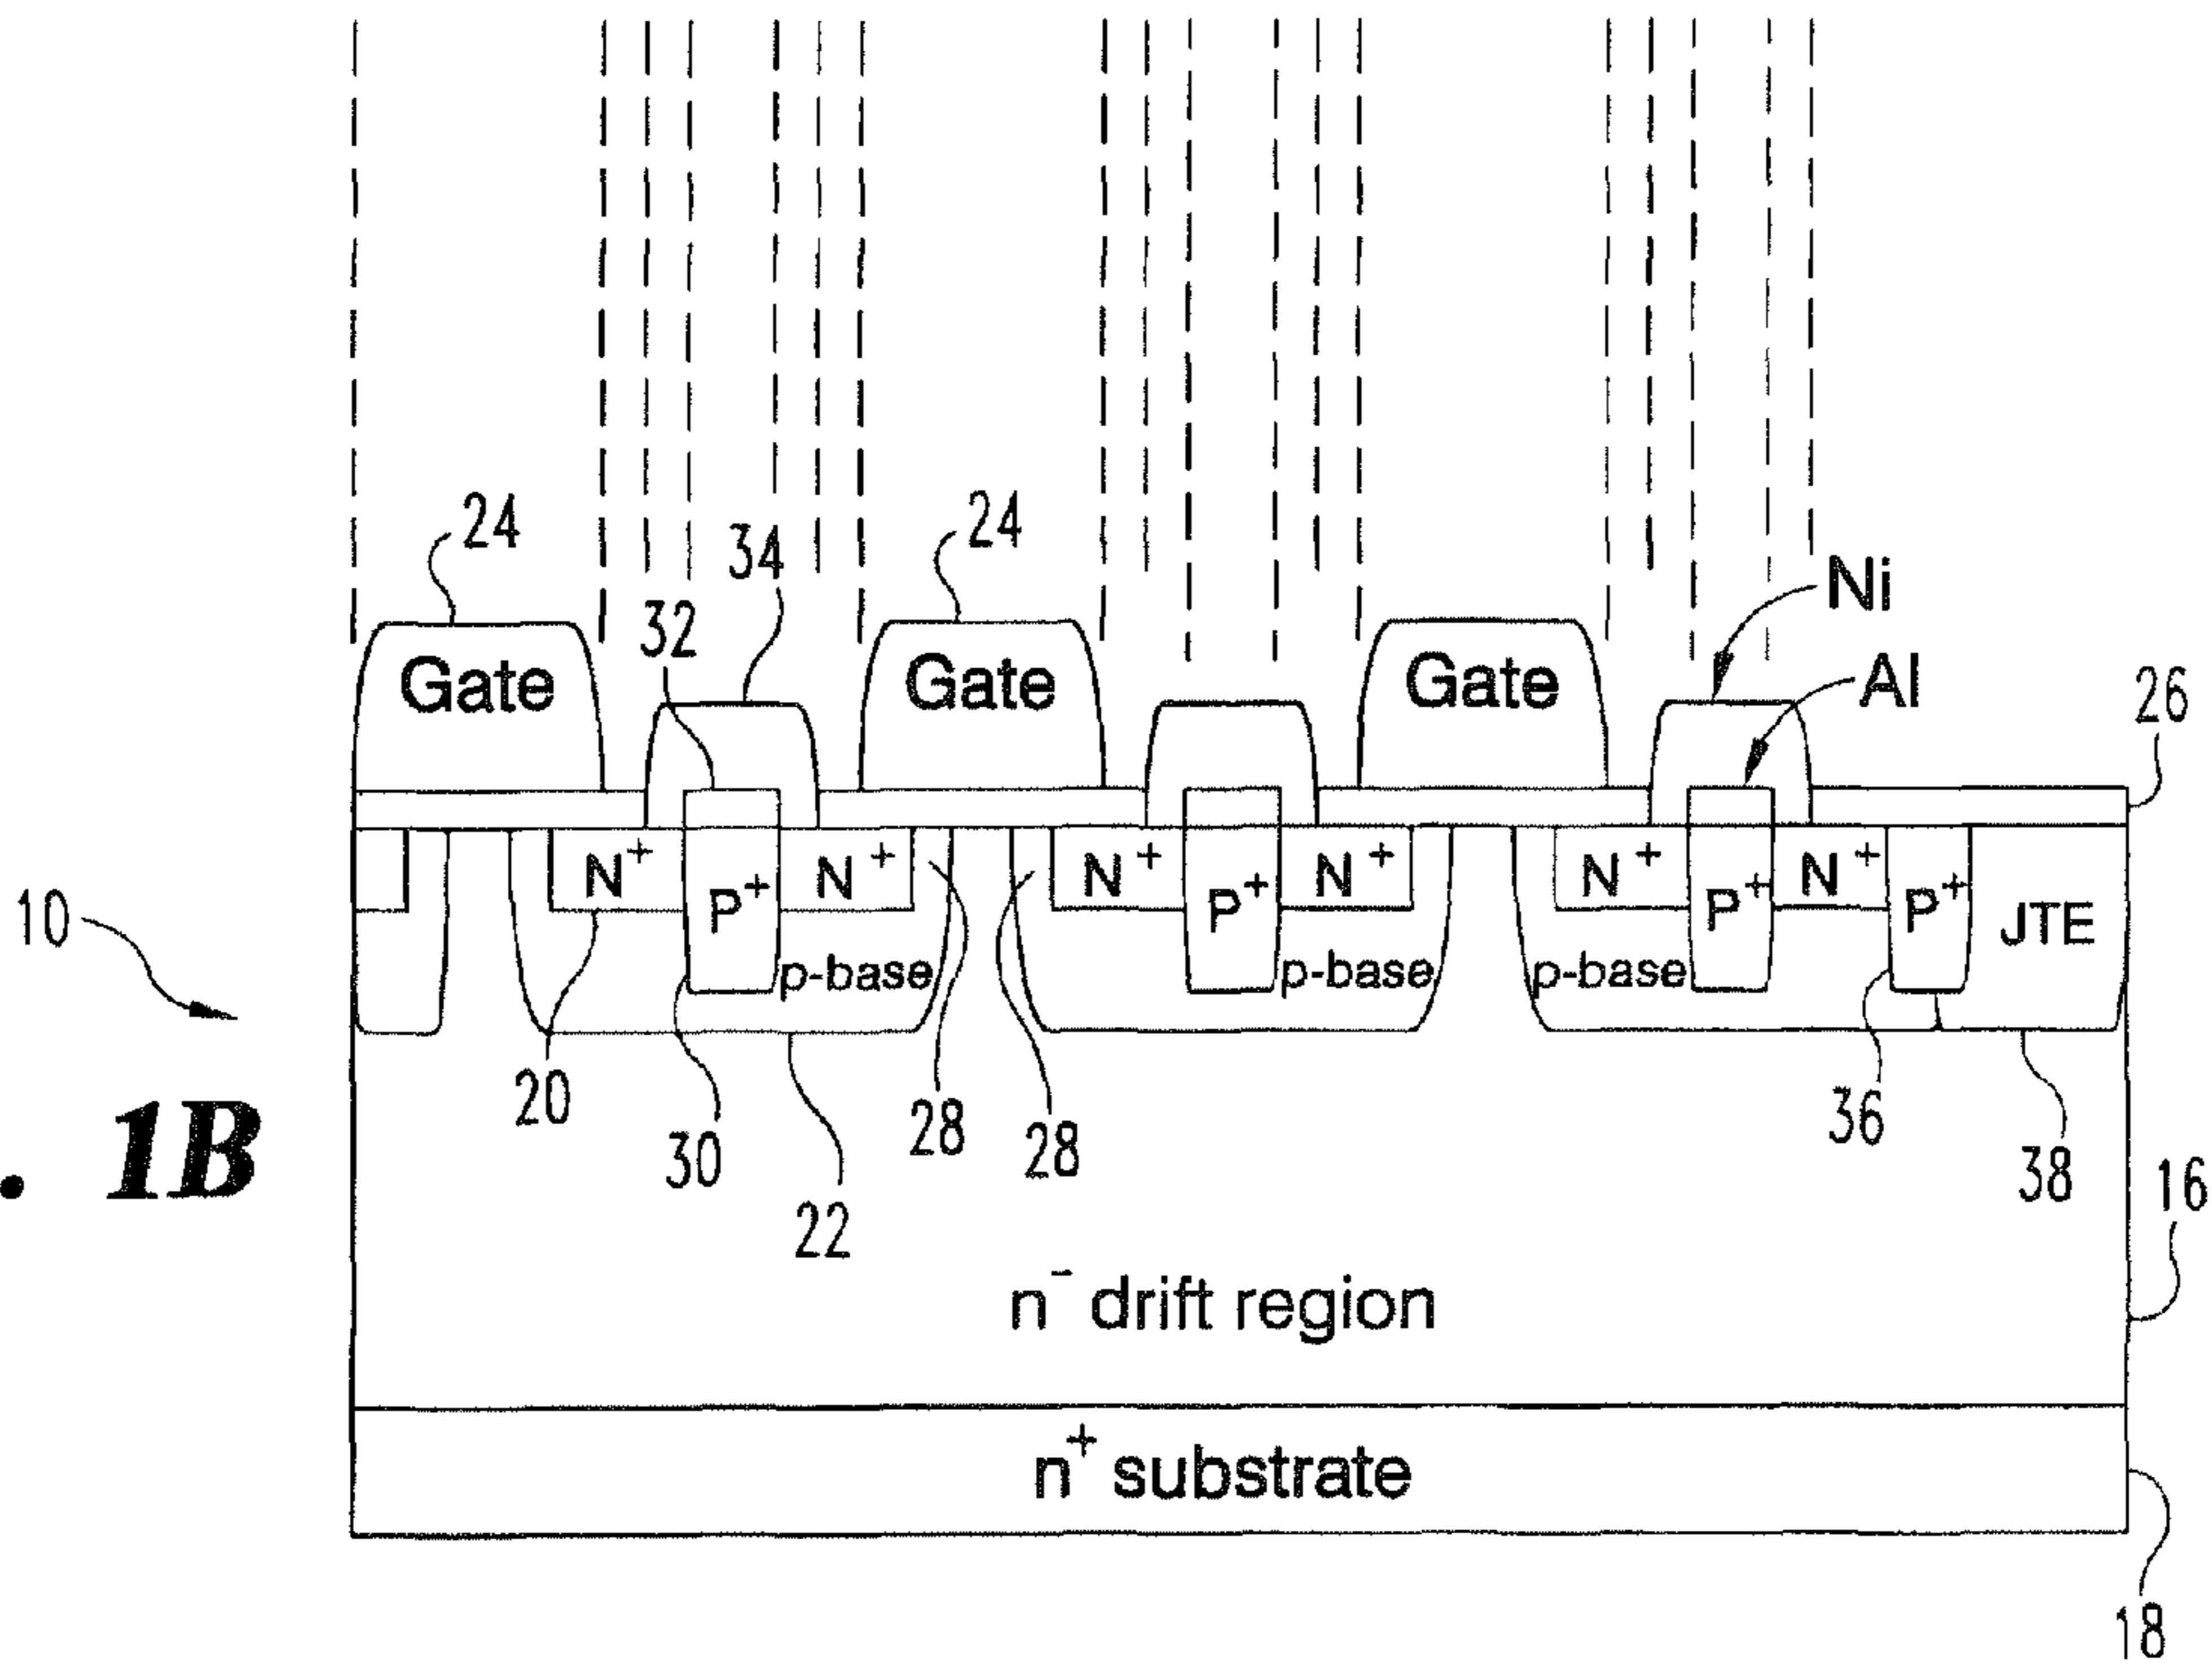 24
24
34
Ni
32
Gate
Gate
Gate
Al
26
N+
P+
N+
N+
P+
N+
N+
P+
N+
P+
JTE
10
p-base
p-base
p-base
20
30
28
28
22
36
38
16
. 1B
n- drift region
n+ substrate
18